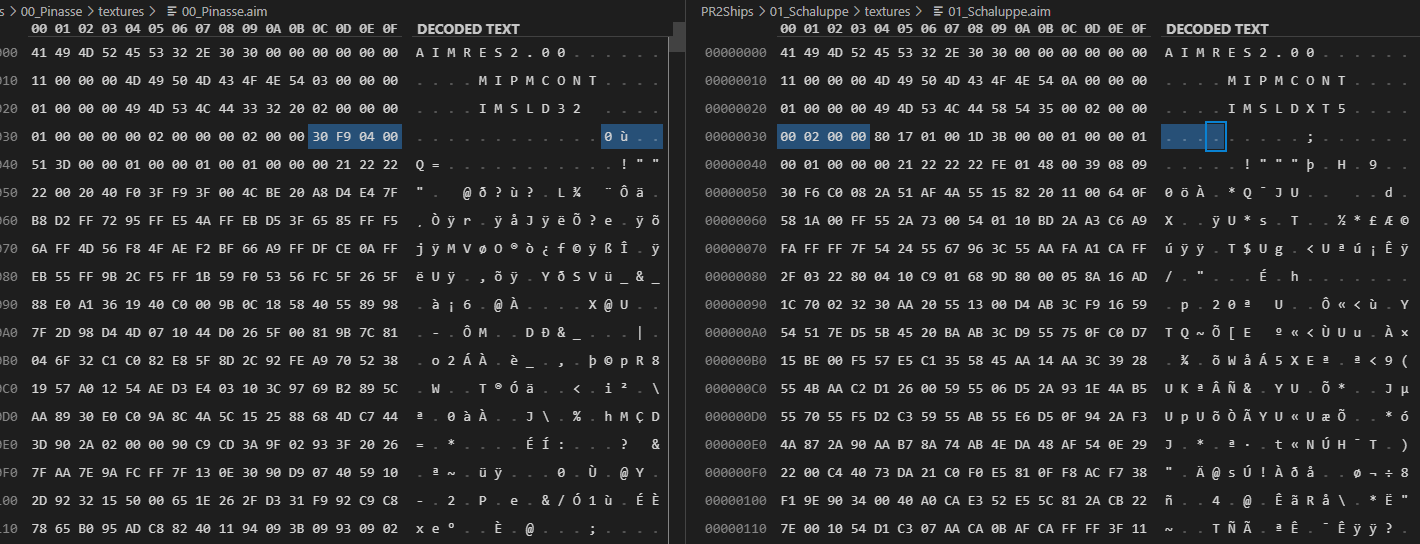 s > 00_Pinasse > textures > 00_Pinasse.aim
00 01 02 03 04 05 06 07 08 09 0A 0B 0C 0D 0E 0F DECODED TEXT
000 41 49 4D 52 45 53 32 2E 30 30 00 00 00 00 00 00 A I M R E S 2 . 0 0 . . . . . .
010 11 00 00 00 4D 49 50 4D 43 4F 4E 54 03 00 00 00 . . . . M I P M C O N T . . . .
020 01 00 00 00 49 4D 53 4C 44 33 32 20 02 00 00 00 . . . . I M S L D 3 2 . . . .
030 01 00 00 00 00 02 00 00 00 02 00 00 30 F9 04 00 . . . . . . . . . . . . 0 ù . .
040 51 3D 00 00 01 00 00 01 00 01 00 00 00 21 22 22 Q = . . . . . . . . . . . ! " "
050 22 00 20 40 F0 3F F9 3F 00 4C BE 20 A8 D4 E4 7F " . @ ð ? ù ? . L ¾ ¨ Ô ä .
060 B8 D2 FF 72 95 FF E5 4A FF EB D5 3F 65 85 FF F5 ¸ Ò ÿ r . ÿ å J ÿ ë Õ ? e . ÿ õ
070 6A FF 4D 56 F8 4F AE F2 BF 66 A9 FF DF CE 0A FF j ÿ M V ø O ® ò ¿ f © ÿ ß Î . ÿ
080 EB 55 FF 9B 2C F5 FF 1B 59 F0 53 56 FC 5F 26 5F ë U ÿ . , õ ÿ . Y ð S V ü _ & _
090 88 E0 A1 36 19 40 C0 00 9B 0C 18 58 40 55 89 98 . à ¡ 6 . @ À . . . . X @ U . .
0A0 7F 2D 98 D4 4D 07 10 44 D0 26 5F 00 81 9B 7C 81 . - . Ô M . . D Ð & _ . . . | .
0B0 04 6F 32 C1 C0 82 E8 5F 8D 2C 92 FE A9 70 52 38 . o 2 Á À . è _ . , . þ © p R 8
0C0 19 57 A0 12 54 AE D3 E4 03 10 3C 97 69 B2 89 5C . W . T ® Ó ä . . < . i ² . \
0D0 AA 89 30 E0 C0 9A 8C 4A 5C 15 25 88 68 4D C7 44 ª . 0 à À . . J \ . % . h M Ç D
0E0 3D 90 2A 02 00 00 90 C9 CD 3A 9F 02 93 3F 20 26 = . * . . . . É Í : . . . ? &
0F0 7F AA 7E 9A FC FF 7F 13 0E 30 90 D9 07 40 59 10 . ª ~ . ü ÿ . . . 0 . Ù . @ Y .
100 2D 92 32 15 50 00 65 1E 26 2F D3 31 F9 92 C9 C8 - . 2 . P . e . & / Ó 1 ù . É È
110 78 65 B0 95 AD C8 82 40 11 94 09 3B 09 93 09 02 x e ° . È . @ . . . ; . . . .
PR2Ships > 01_Schaluppe > textures > 01_Schaluppe.aim
00 01 02 03 04 05 06 07 08 09 0A 0B 0C 0D 0E 0F DECODED TEXT
00000000 41 49 4D 52 45 53 32 2E 30 30 00 00 00 00 00 00 A I M R E S 2 . 0 0 . . . . . .
00000010 11 00 00 00 4D 49 50 4D 43 4F 4E 54 0A 00 00 00 . . . . M I P M C O N T . . . .
00000020 01 00 00 00 49 4D 53 4C 44 58 54 35 00 02 00 00 . . . . I M S L D X T 5 . . . .
00000030 00 02 00 00 80 17 01 00 1D 3B 00 00 01 00 00 01 . . . . . . . . . ; . . . . . .
00000040 00 01 00 00 00 21 22 22 22 FE 01 48 00 39 08 09 . . . . . ! " " " þ . H . 9 . .
00000050 30 F6 C0 08 2A 51 AF 4A 55 15 82 20 11 00 64 0F 0 ö À . * Q ¯ J U . . . . d .
00000060 58 1A 00 FF 55 2A 73 00 54 01 10 BD 2A A3 C6 A9 X . . ÿ U * s . T . . ½ * £ Æ ©
00000070 FA FF FF 7F 54 24 55 67 96 3C 55 AA FA A1 CA FF ú ÿ ÿ . T $ U g . < U ª ú ¡ Ê ÿ
00000080 2F 03 22 80 04 10 C9 01 68 9D 80 00 05 8A 16 AD / . " . . . É . h . . . . . .
00000090 1C 70 02 32 30 AA 20 55 13 00 D4 AB 3C F9 16 59 . p . 2 0 ª U . . Ô « < ù . Y
000000A0 54 51 7E D5 5B 45 20 BA AB 3C D9 55 75 0F C0 D7 T Q ~ Õ [ E º « < Ù U u . À ×
000000B0 15 BE 00 F5 57 E5 C1 35 58 45 AA 14 AA 3C 39 28 . ¾ . õ W å Á 5 X E ª . ª < 9 (
000000C0 55 4B AA C2 D1 26 00 59 55 06 D5 2A 93 1E 4A B5 U K ª Â Ñ & . Y U . Õ * . . J µ
000000D0 55 70 55 F5 D2 C3 59 55 AB 55 E6 D5 0F 94 2A F3 U p U õ Ò Ã Y U « U æ Õ . . * ó
000000E0 4A 87 2A 90 AA B7 8A 74 AB 4E DA 48 AF 54 0E 29 J . * . ª · . t « N Ú H ¯ T . )
000000F0 22 00 C4 40 73 DA 21 C0 F0 E5 81 0F F8 AC F7 38 " . Ä @ s Ú ! À ð å . . ø ¬ ÷ 8
00000100 F1 9E 90 34 00 40 A0 CA E3 52 E5 5C 81 2A CB 22 ñ . . 4 . @ Ê ã R å \ . * Ë "
00000110 7E 00 10 54 D1 C3 07 AA CA 0B AF CA FF FF 3F 11 ~ . . T Ñ Ã . ª Ê . ¯ Ê ÿ ÿ ? .